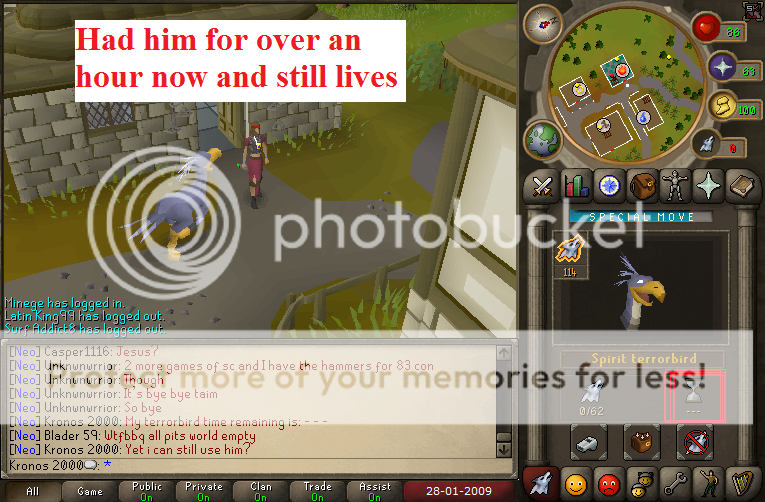 Had him for over an
hour now and still lives
86
63
100
0
photobucket
SPECIAL MOVE
114
Minege has logged in.
Latin King99 has logged out.
Surf Addict8 has logged out.
Spirit terrorbird
[Neo] Casper1116: Jesus?
[Neo] Unknwnwrrior: 2 more games of sc and I have the hammers for 83 con
[Neo] Unknwnwrrior: Though
[Neo] Unknwnwrrior: It's bye bye taim
[Neo] Unknwnwrrior: So bye
[Neo] Kronos 2000: My terrorbird time remaining is: - - -
[Neo] Blader 59: Wtfbbq all pits world empty
[Neo] Kronos 2000: Yet i can still use him?
Kronos 2000: *
more of your memories for less!
0/62
---
All
Game
Public
On
Private
On
Clan
On
Trade
On
Assist
On
28-01-2009